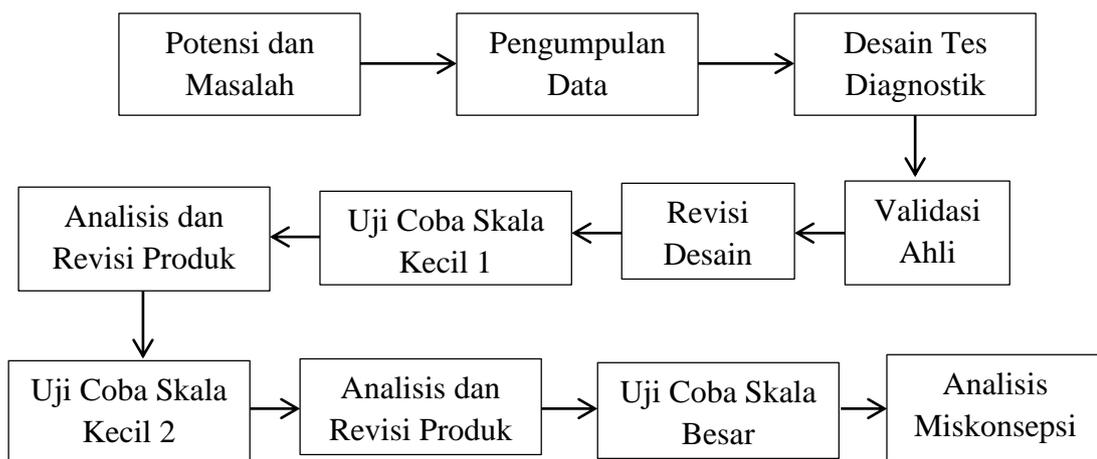 Potensi dan
Masalah
Pengumpulan
Data
Desain Tes
Diagnostik
Validasi
Ahli
Revisi
Desain
Uji Coba Skala
Kecil 1
Analisis dan
Revisi Produk
Uji Coba Skala
Kecil 2
Analisis dan
Revisi Produk
Uji Coba Skala
Besar
Analisis
Miskonsepsi